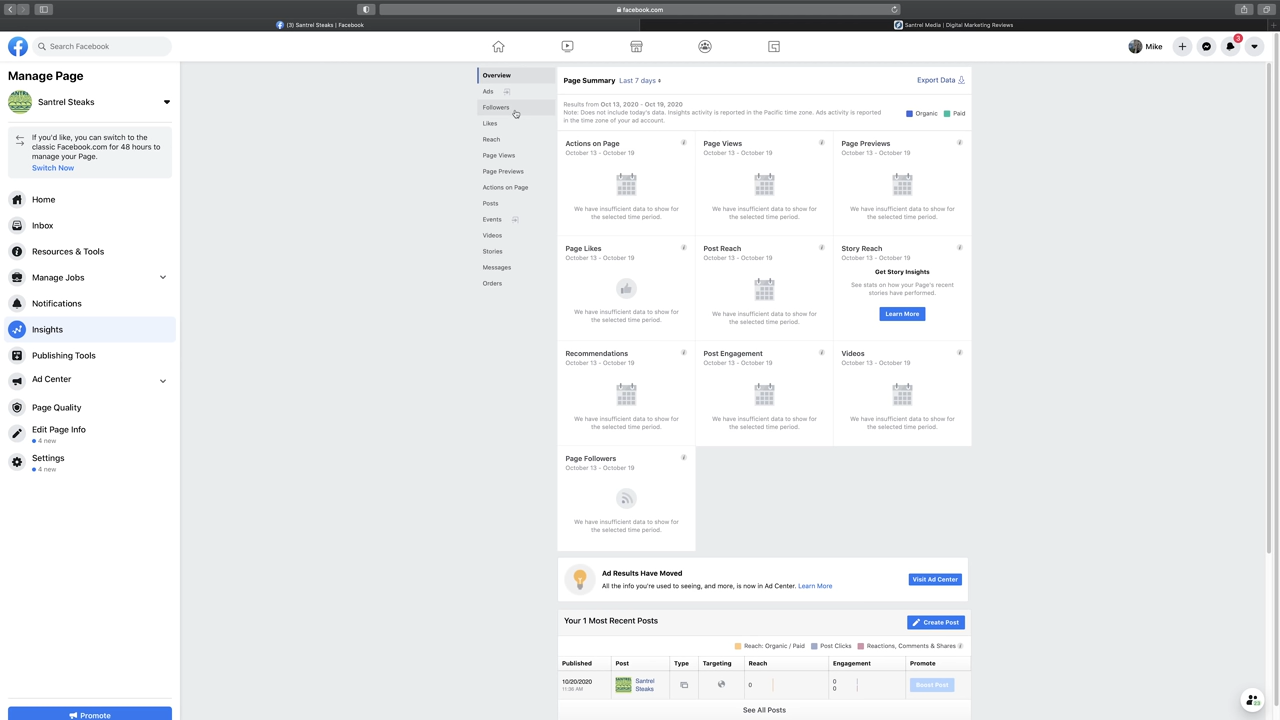 facebook.com
(3) Santrel Steaks | Facebook
Santrel Media | Digital Marketing Reviews
Search Facebook
Mike
3
Manage Page
Santrel Steaks
If you'd like, you can switch to the
classic Facebook.com for 48 hours to
manage your Page.
Switch Now
Home
Inbox
Resources & Tools
Manage Jobs
Notifications
Insights
Publishing Tools
Ad Center
Page Quality
Edit Page Info
4 new
Settings
4 new
Promote
Overview
Ads
Followers
Likes
Reach
Page Views
Page Previews
Actions on Page
Posts
Events
Videos
Stories
Messages
Orders
Page Summary Last 7 days
Export Data
Results from Oct 13, 2020 - Oct 19, 2020
Note: Does not include today's data. Insights activity is reported in the Pacific time zone. Ads activity is reported
in the time zone of your ad account.
Organic Paid
Actions on Page
October 13 - October 19
We have insufficient data to show for
the selected time period.
Page Views
October 13 - October 19
We have insufficient data to show for
the selected time period.
Page Previews
October 13 - October 19
We have insufficient data to show for
the selected time period.
Page Likes
October 13 - October 19
We have insufficient data to show for
the selected time period.
Post Reach
October 13 - October 19
We have insufficient data to show for
the selected time period.
Story Reach
October 13 - October 19
Get Story Insights
See stats on how your Page's recent
stories have performed.
Learn More
Recommendations
October 13 - October 19
We have insufficient data to show for
the selected time period.
Post Engagement
October 13 - October 19
We have insufficient data to show for
the selected time period.
Videos
October 13 - October 19
We have insufficient data to show for
the selected time period.
Page Followers
October 13 - October 19
We have insufficient data to show for
the selected time period.
Ad Results Have Moved
All the info you're used to seeing, and more, is now in Ad Center. Learn More
Visit Ad Center
Your 1 Most Recent Posts
Create Post
Reach: Organic / Paid Post Clicks Reactions, Comments & Shares
Published Post Type Targeting Reach Engagement Promote
10/20/2020
11:36 AM
Santrel
Steaks
0
0
0
Boost Post
See All Posts
23